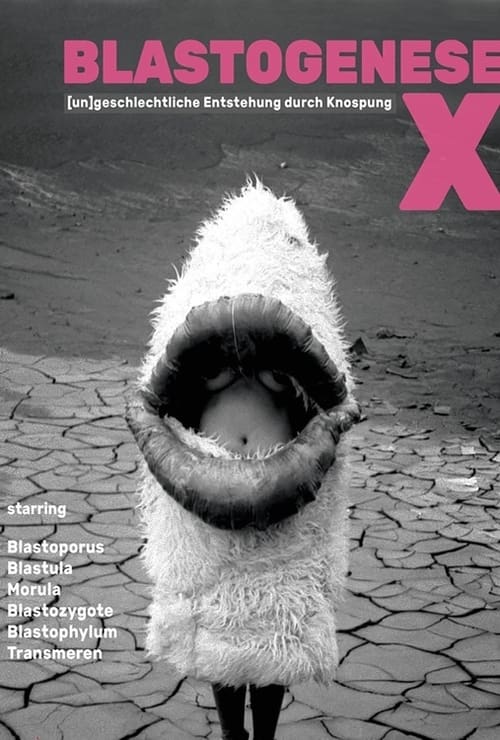 BLASTOGENESE
X
[un]geschlechtliche Entstehung durch Knospung
starring
Blastoporus
Blastula
Morula
Blastozygote
Blastophylum
Transmeren